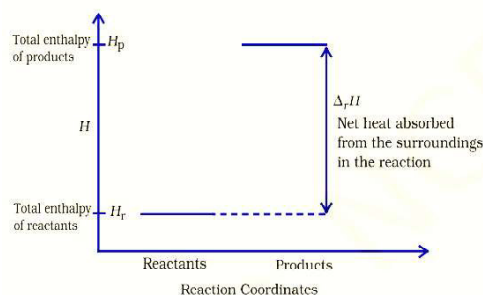 Total enthalpy
of products
Hp
H
ΔrH
Net heat absorbed
from the surroundings
in the reaction
Total enthalpy
of reactants
Hr
Reactants
Products
Reaction Coordinates